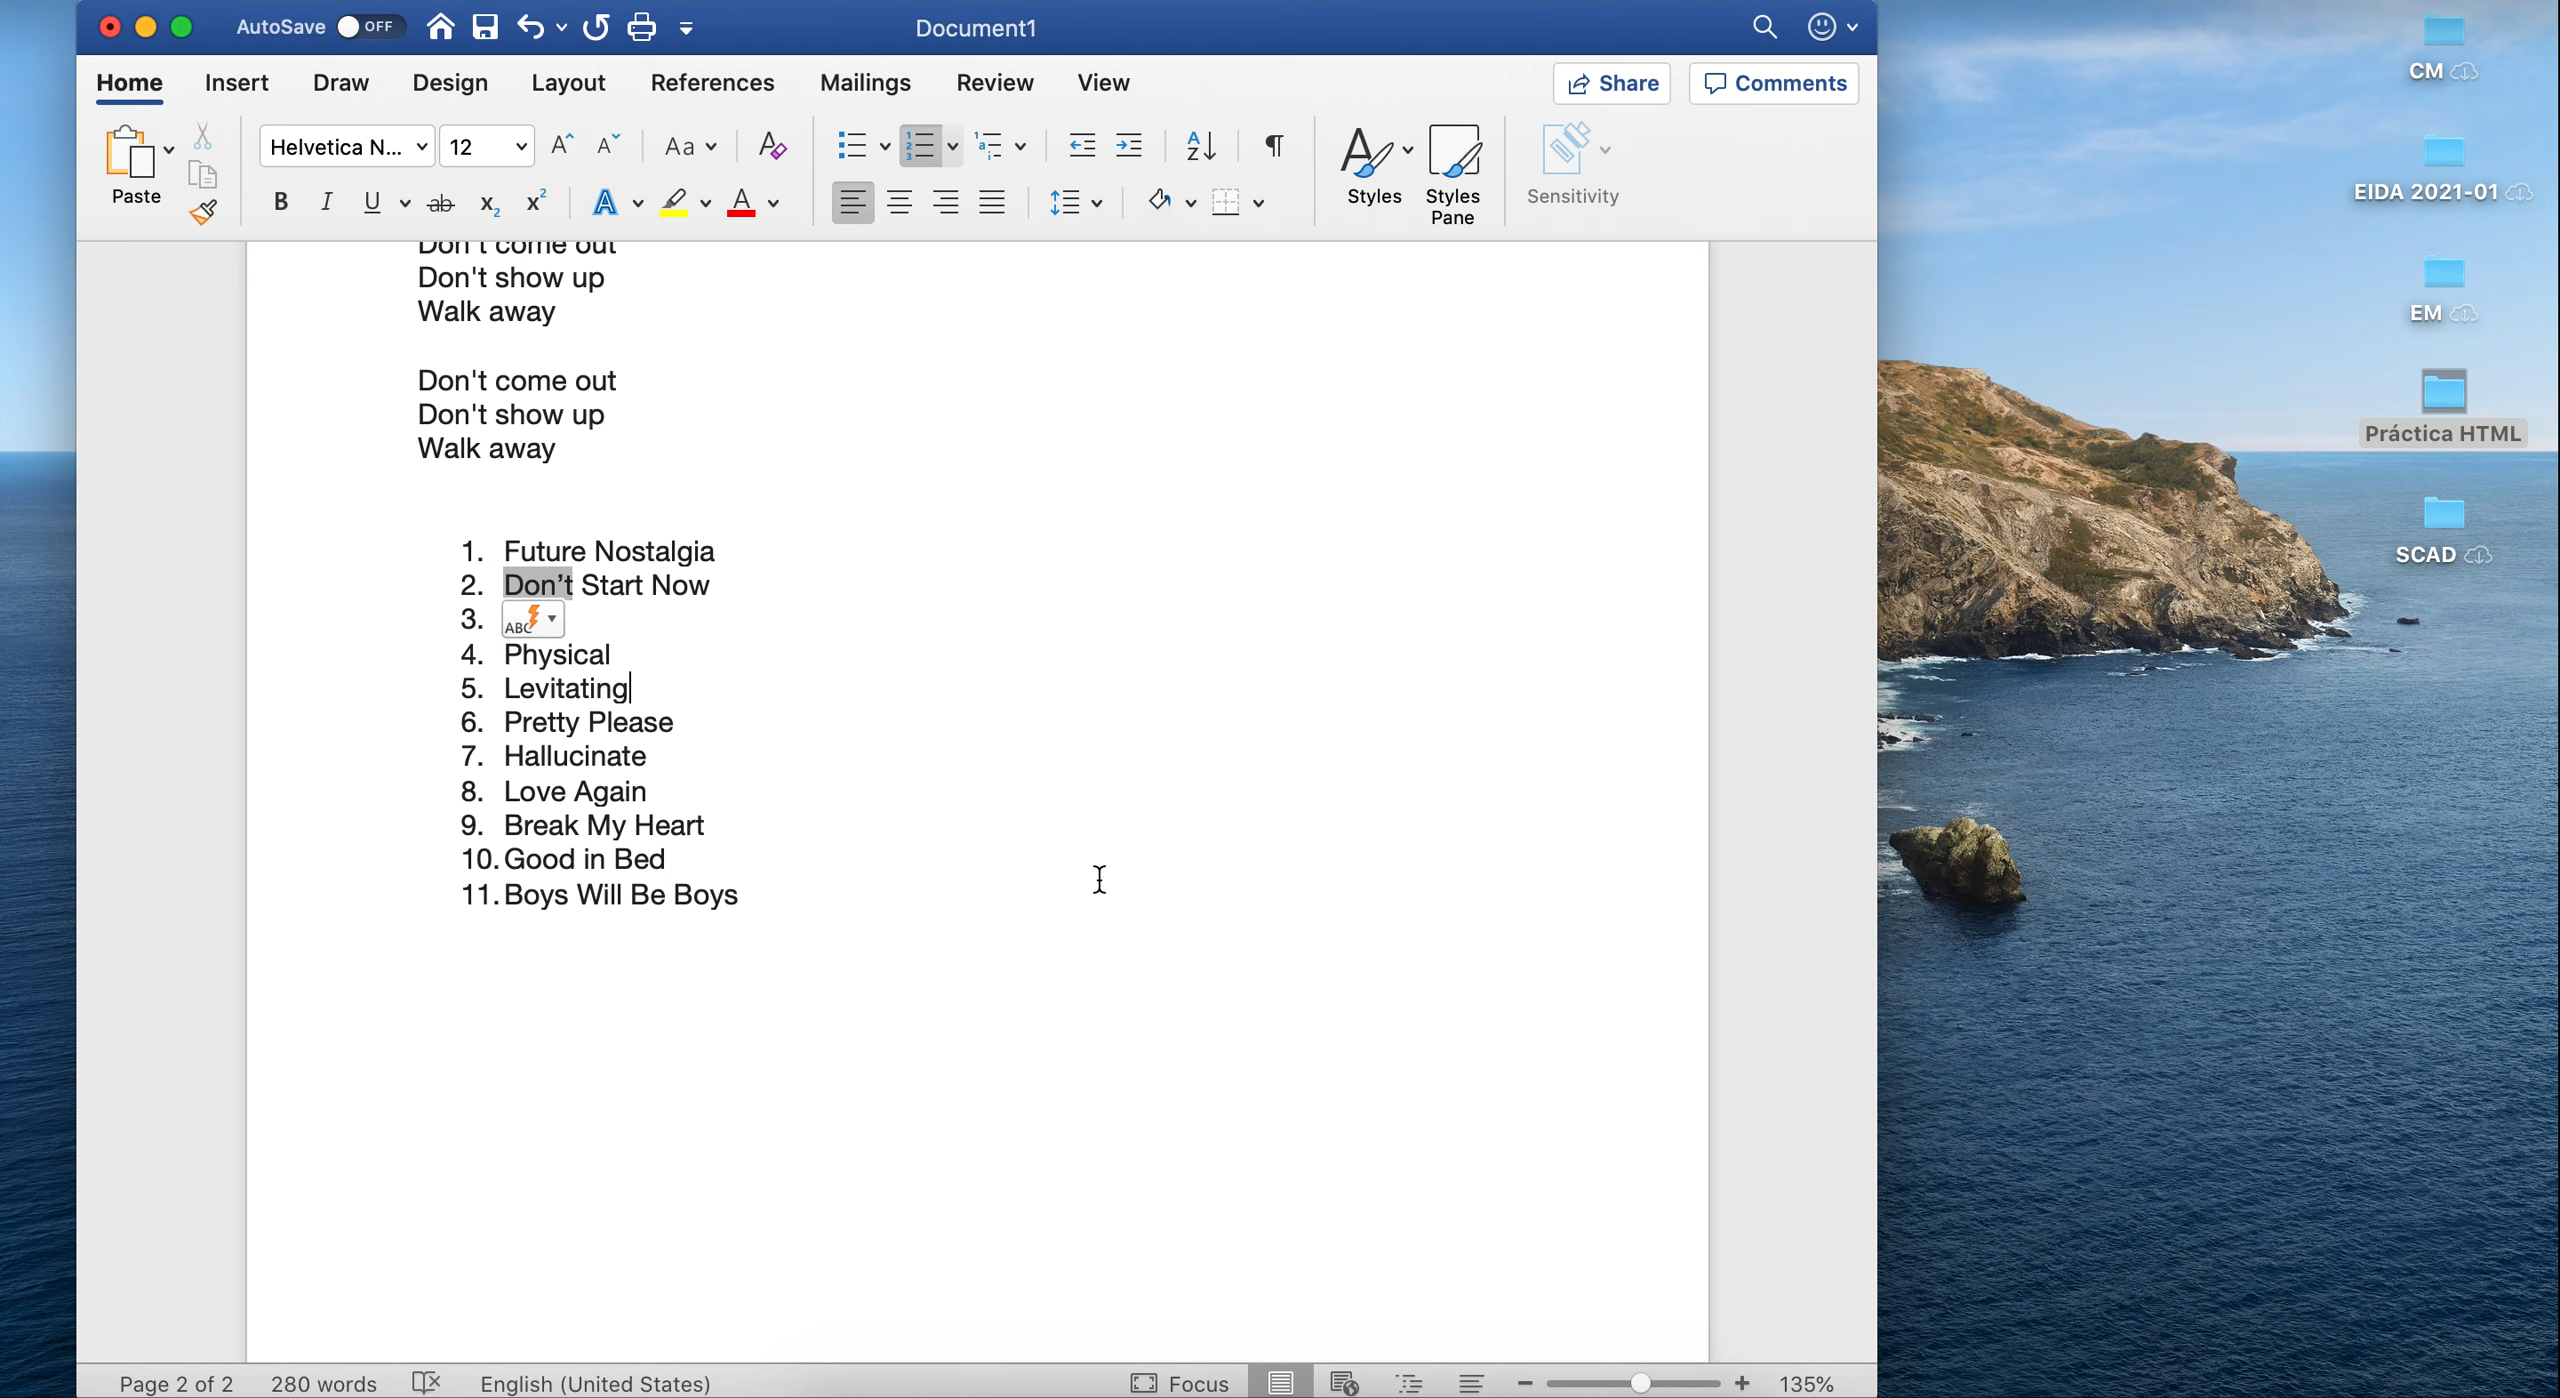 AutoSave OFF Document1
Home Insert Draw Design Layout References Mailings Review View Share Comments
Paste Helvetica N... 12 Styles Styles Pane Sensitivity
Don't come out
Don't show up
Walk away
Don't come out
Don't show up
Walk away
1. Future Nostalgia
2. Don’t Start Now
3. ABC
4. Physical
5. Levitating
6. Pretty Please
7. Hallucinate
8. Love Again
9. Break My Heart
10. Good in Bed
11. Boys Will Be Boys
Page 2 of 2 280 words English (United States) Focus 135%
CM
EIDA 2021-01
EM
Práctica HTML
SCAD